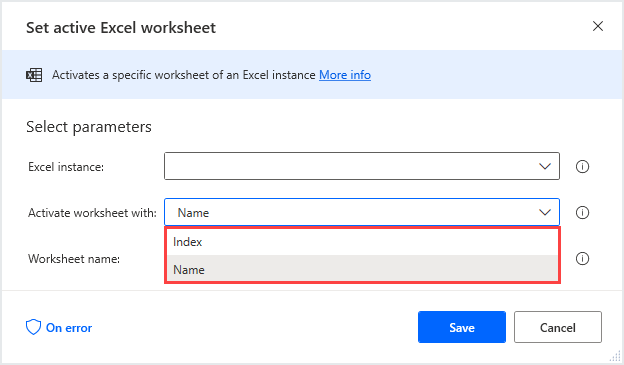 Set active Excel worksheet
Activates a specific worksheet of an Excel instance More info
Select parameters
Excel instance:
Activate worksheet with: Name
Index
Worksheet name:
Name
On error
Save Cancel